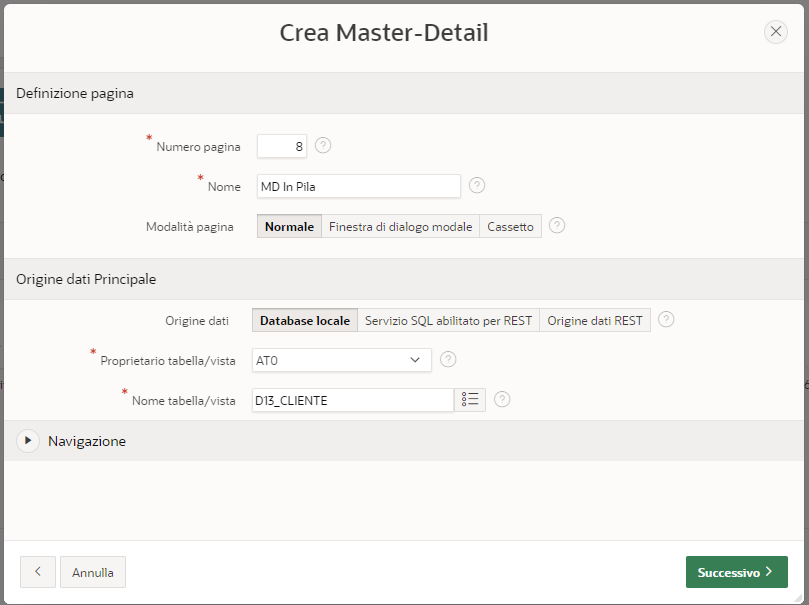 Crea Master-Detail
Definizione pagina
* Numero pagina 8 ?
* Nome MD In Pila ?
Modalità pagina Normale Finestra di dialogo modale Cassetto ?
Origine dati Principale
Origine dati Database locale Servizio SQL abilitato per REST Origine dati REST ?
* Proprietario tabella/vista AT0 ?
* Nome tabella/vista D13_CLIENTE ?
Navigazione
Annulla Successivo